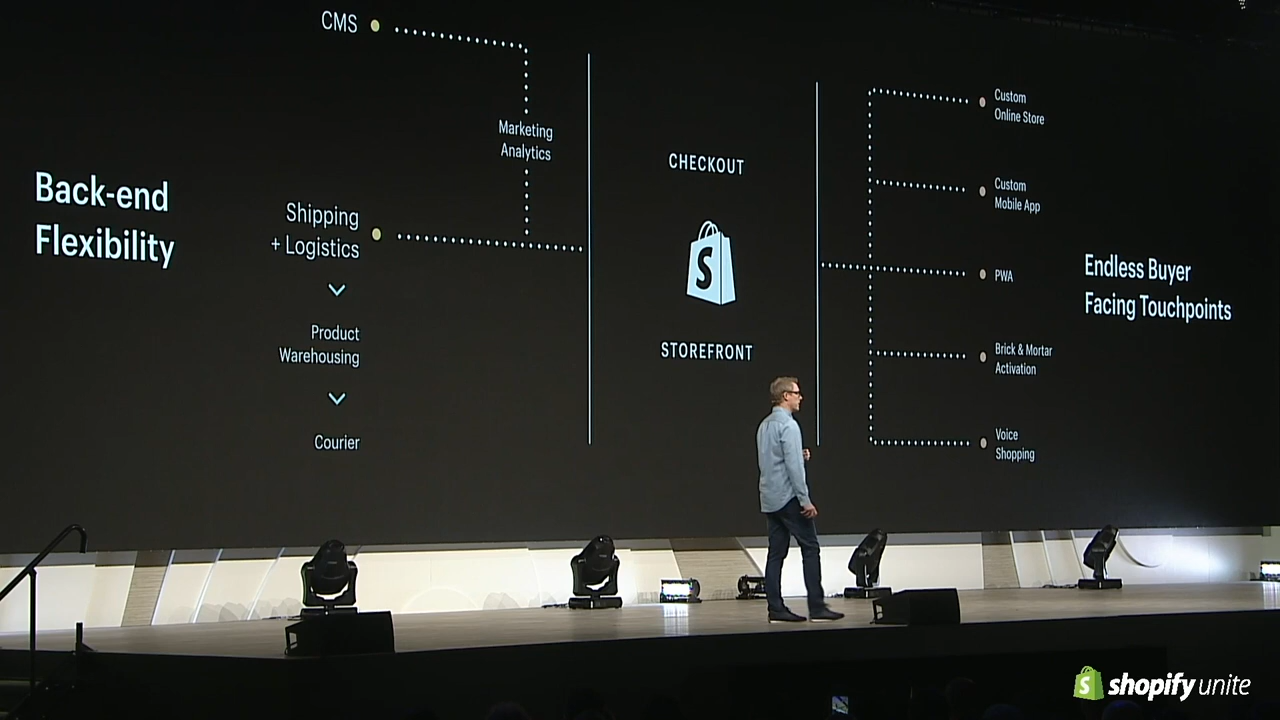 Back-end
Flexibility
CMS
Marketing
Analytics
Shipping
+ Logistics
Product
Warehousing
Courier
CHECKOUT
S
STOREFRONT
Custom
Online Store
Custom
Mobile App
PWA
Brick & Mortar
Activation
Voice
Shopping
Endless Buyer
Facing Touchpoints
S shopify unite